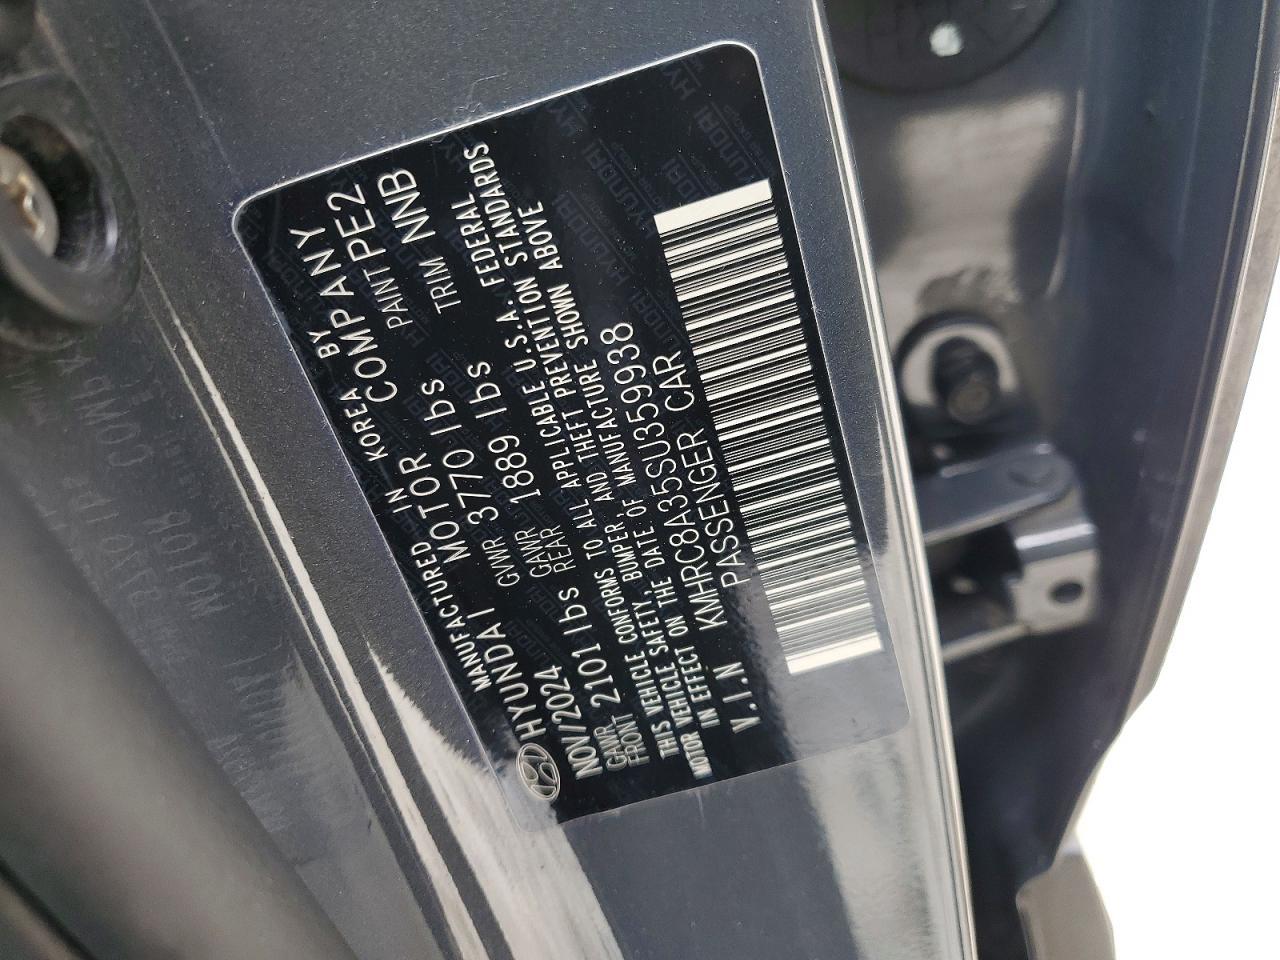 MANUFACTURED IN KOREA BY
HYUNDAI MOTOR COMPANY
NOV/2024 GVWR 3770 lbs PAINT PE2
GAWR FRONT 2101 lbs GAWR REAR 1889 lbs TRIM NNB
THIS VEHICLE CONFORMS TO ALL APPLICABLE U.S.A. FEDERAL
MOTOR VEHICLE SAFETY, BUMPER, AND THEFT PREVENTION STANDARDS
IN EFFECT ON THE DATE OF MANUFACTURE SHOWN ABOVE
V.I.N KMHRC8A35SU359938
PASSENGER CAR